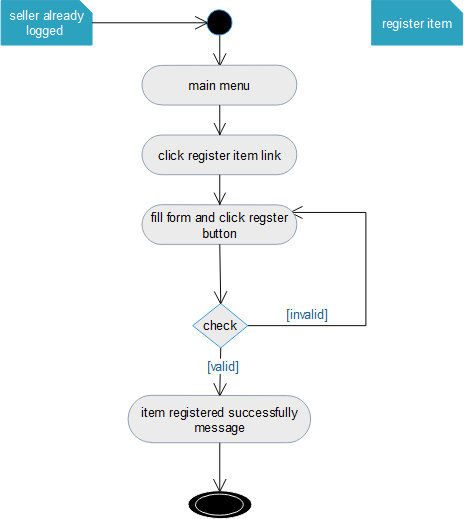 seller already
logged
register item
main menu
click register item link
fill form and click regster
button
check
[invalid]
[valid]
item registered successfully
message